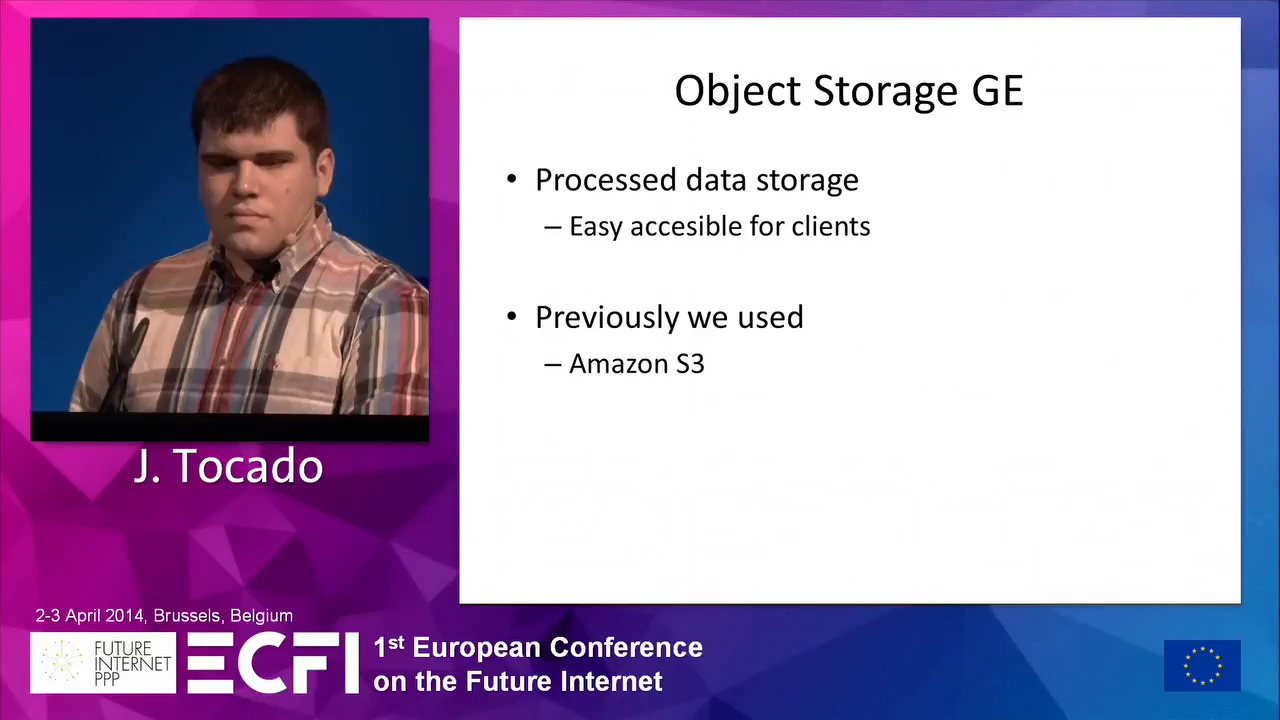 Object Storage GE
• Processed data storage
– Easy accesible for clients
• Previously we used
– Amazon S3
J. Tocado
2-3 April 2014, Brussels, Belgium
FUTURE
INTERNET
PPP
ECFI
1st European Conference
on the Future Internet